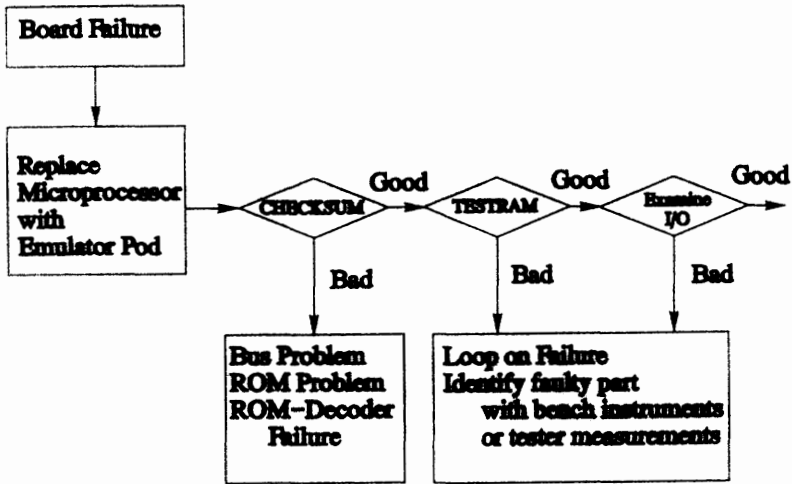 Board Failure
Replace
Microprocessor
with
Emulator Pod
CHECKSUM
Good
TESTRAM
Good
Examine
I/O
Good
Bad
Bad
Bad
Bus Problem
ROM Problem
ROM-Decoder
Failure
Loop on Failure
Identify faulty part
with bench instruments
or tester measurements